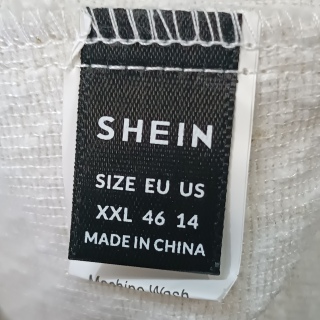 SHEIN
SIZE EU US
XXL 46 14
MADE IN CHINA
Machine Wash